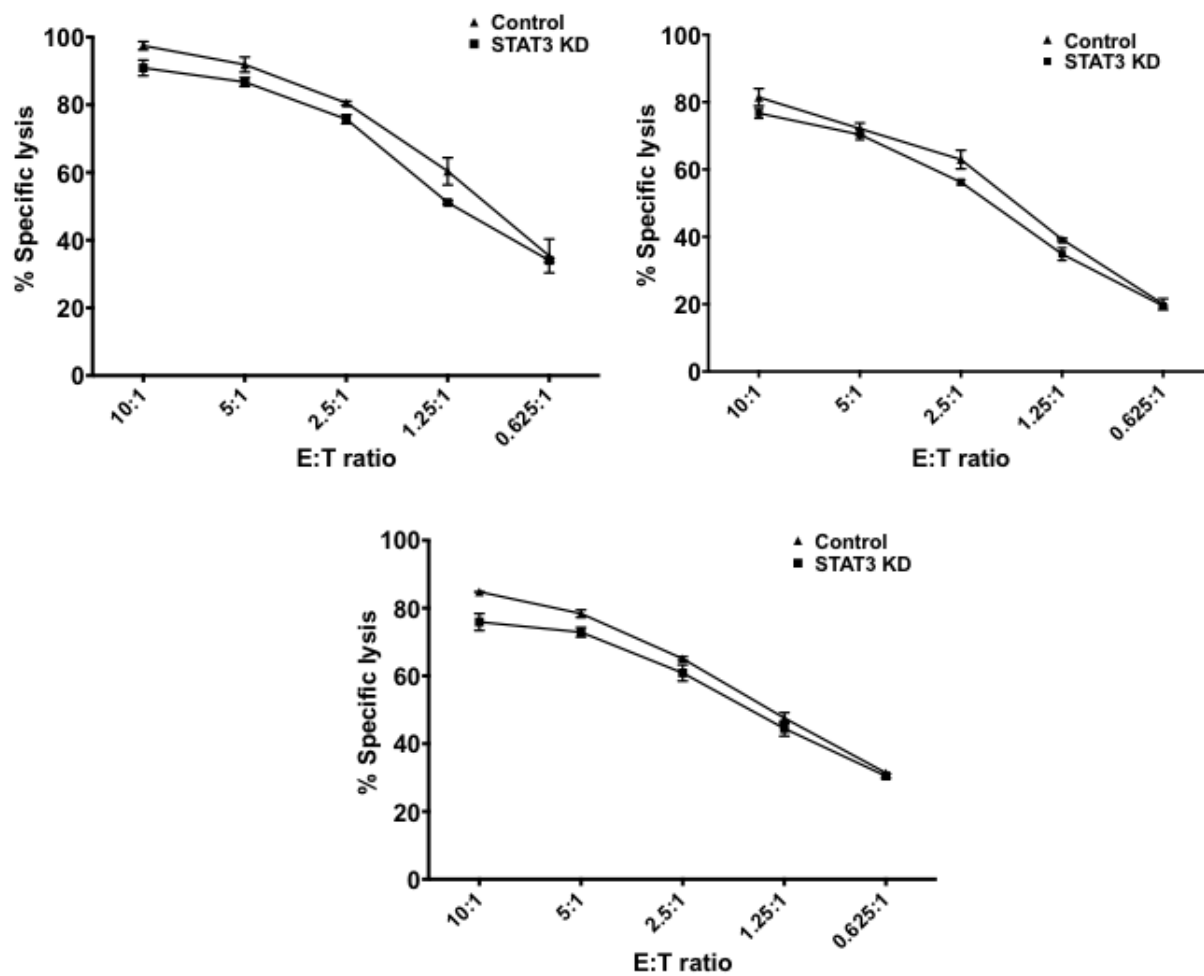 Control
STAT3 KD
% Specific lysis
100
80
60
40
20
0
10:1
5:1
2.5:1
1.25:1
0.625:1
E:T ratio
Control
STAT3 KD
% Specific lysis
100
80
60
40
20
0
10:1
5:1
2.5:1
1.25:1
0.625:1
E:T ratio
Control
STAT3 KD
% Specific lysis
100
80
60
40
20
0
10:1
5:1
2.5:1
1.25:1
0.625:1
E:T ratio